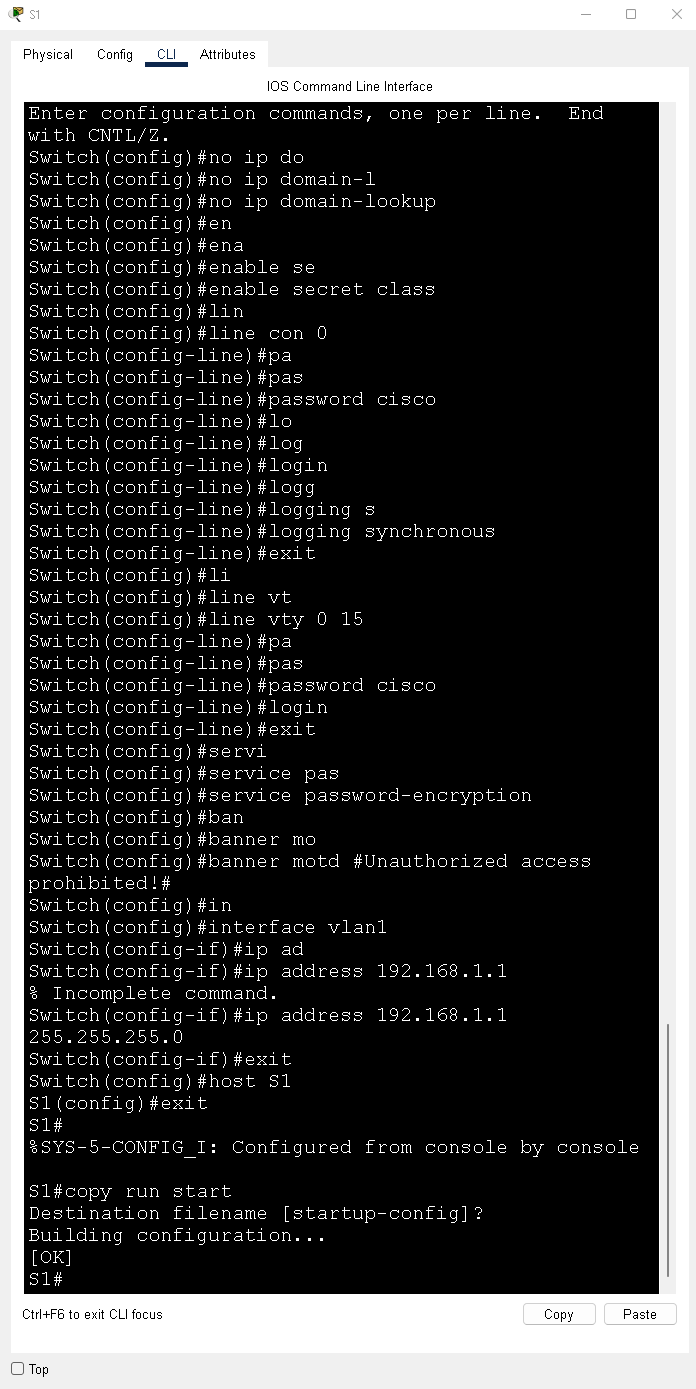 S1
Physical Config CLI Attributes
IOS Command Line Interface
Enter configuration commands, one per line.  End
with CNTL/Z.
Switch(config)#no ip do
Switch(config)#no ip domain-l
Switch(config)#no ip domain-lookup
Switch(config)#en
Switch(config)#ena
Switch(config)#enable se
Switch(config)#enable secret class
Switch(config)#lin
Switch(config)#line con 0
Switch(config-line)#pa
Switch(config-line)#pas
Switch(config-line)#password cisco
Switch(config-line)#lo
Switch(config-line)#log
Switch(config-line)#login
Switch(config-line)#logg
Switch(config-line)#logging s
Switch(config-line)#logging synchronous
Switch(config-line)#exit
Switch(config)#li
Switch(config)#line vt
Switch(config)#line vty 0 15
Switch(config-line)#pa
Switch(config-line)#pas
Switch(config-line)#password cisco
Switch(config-line)#login
Switch(config-line)#exit
Switch(config)#servi
Switch(config)#service pas
Switch(config)#service password-encryption
Switch(config)#ban
Switch(config)#banner mo
Switch(config)#banner motd #Unauthorized access
prohibited!#
Switch(config)#in
Switch(config)#interface vlan1
Switch(config-if)#ip ad
Switch(config-if)#ip address 192.168.1.1
% Incomplete command.
Switch(config-if)#ip address 192.168.1.1
255.255.255.0
Switch(config-if)#exit
Switch(config)#host S1
S1(config)#exit
S1#
%SYS-5-CONFIG_I: Configured from console by console
S1#copy run start
Destination filename [startup-config]?
Building configuration...
[OK]
S1#
Ctrl+F6 to exit CLI focus Copy Paste
Top